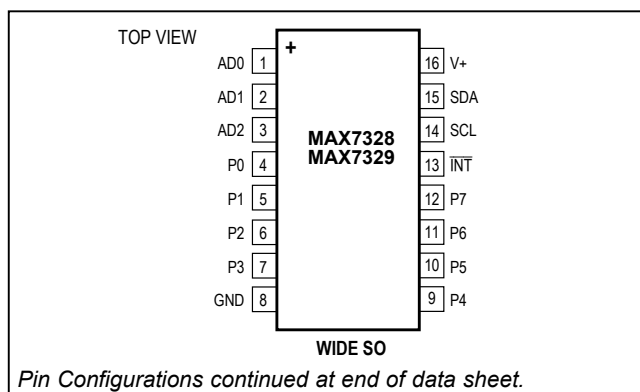 TOP VIEW
+
AD0 1
AD1 2
AD2 3
P0 4
P1 5
P2 6
P3 7
GND 8
MAX7328
MAX7329
16 V+
15 SDA
14 SCL
13 INT
12 P7
11 P6
10 P5
9 P4
WIDE SO
Pin Configurations continued at end of data sheet.